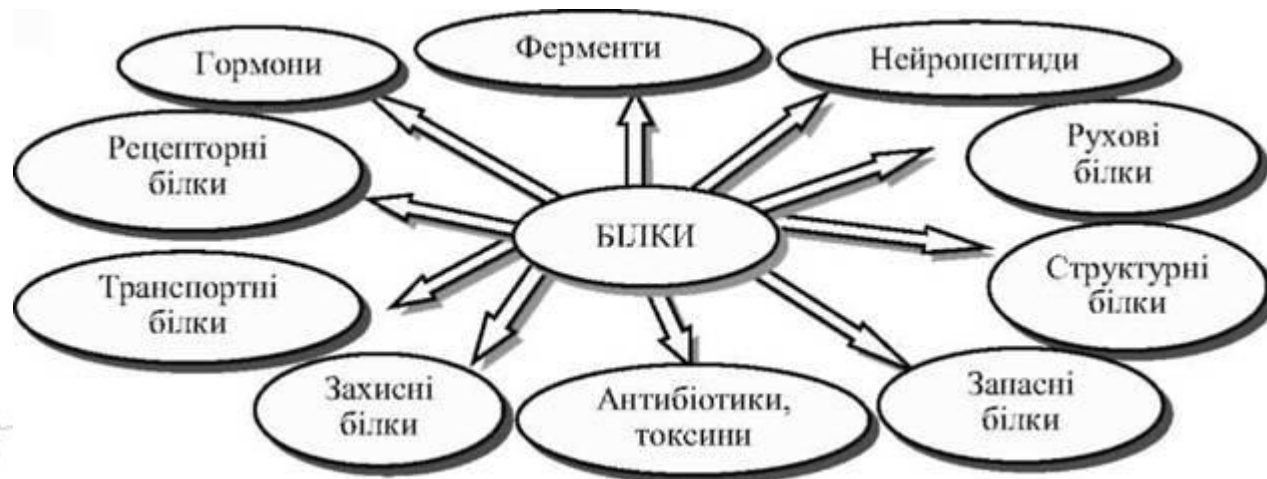 Гормони
Ферменти
Нейропептиди
Рецепторні
білки
Рухові
білки
БІЛКИ
Транспортні
білки
Структурні
білки
Захисні
білки
Антибіотики,
токсини
Запасні
білки